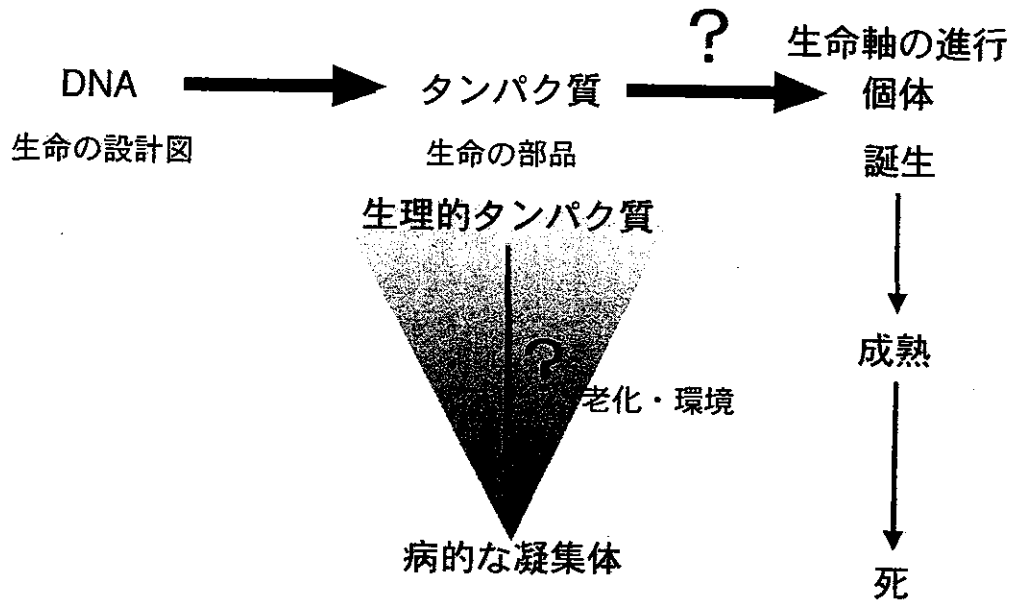 ?
生命軸の進行
DNA
タンパク質
個体
生命の設計図
生命の部品
誕生
生理的タンパク質
?
成熟
老化・環境
病的な凝集体
死